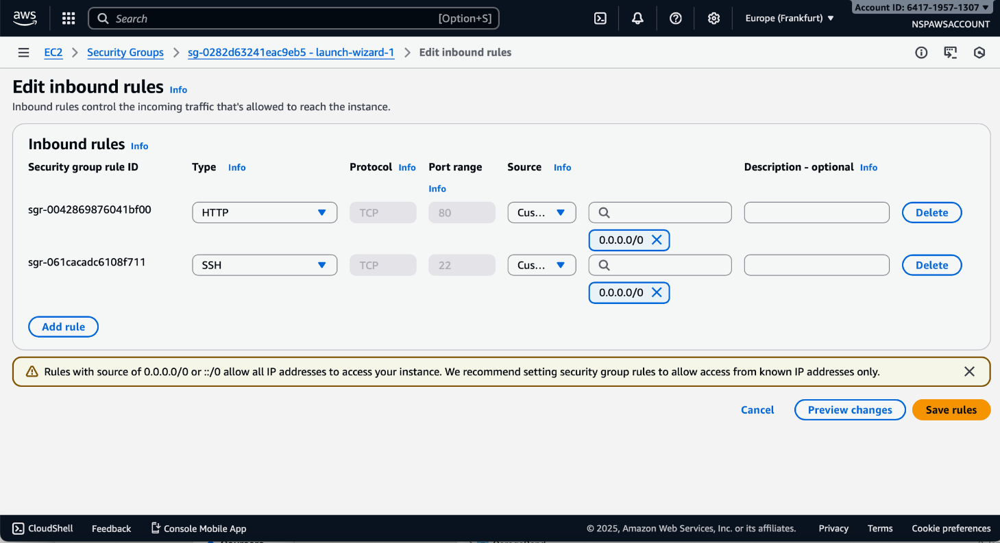 aws
Search [Option+S]
Europe (Frankfurt)
Account ID: 6417-1957-1307
NSPAWSACCOUNT
EC2 > Security Groups > sg-0282d63241eac9eb5 - launch-wizard-1 > Edit inbound rules
Edit inbound rules Info
Inbound rules control the incoming traffic that's allowed to reach the instance.
Inbound rules Info
Security group rule ID Type Info Protocol Info Port range Source Info Description - optional Info
Info
sgr-0042869876041bf00 HTTP TCP 80 Cus... Delete
0.0.0.0/0
sgr-061cacadc6108f711 SSH TCP 22 Cus... Delete
0.0.0.0/0
Add rule
Rules with source of 0.0.0.0/0 or ::/0 allow all IP addresses to access your instance. We recommend setting security group rules to allow access from known IP addresses only.
Cancel Preview changes Save rules
CloudShell Feedback Console Mobile App © 2025, Amazon Web Services, Inc. or its affiliates. Privacy Terms Cookie preferences